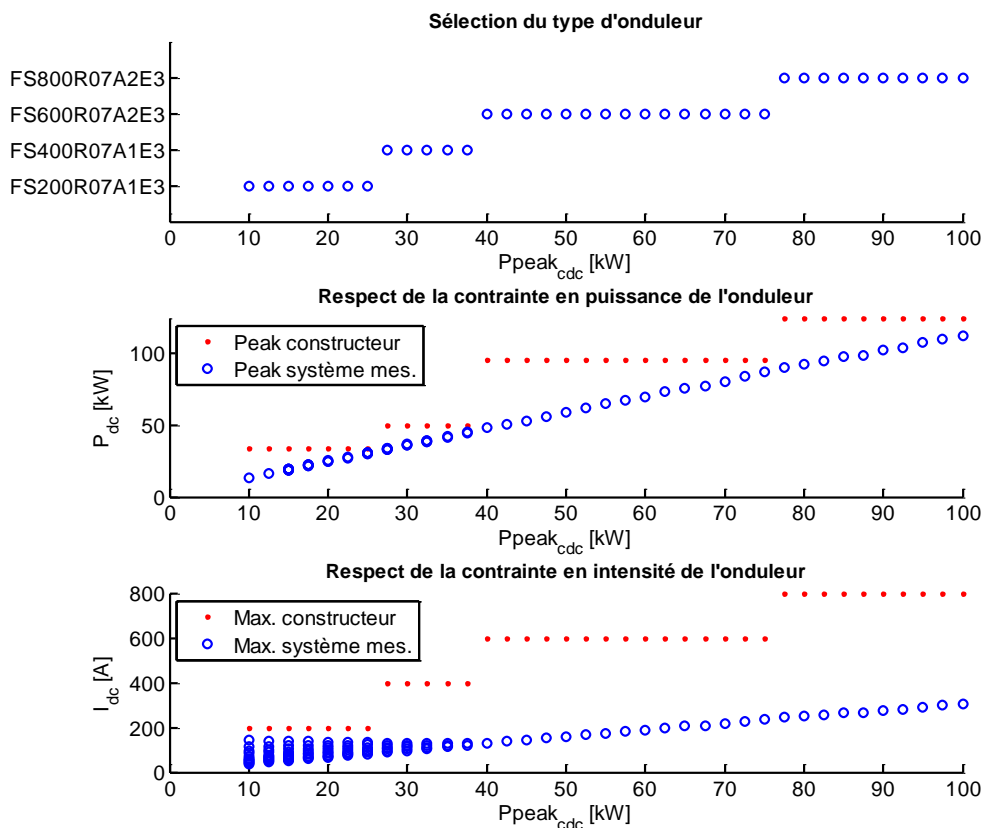 Sélection du type d'onduleur
FS800R07A2E3
FS600R07A2E3
FS400R07A1E3
FS200R07A1E3
0 10 20 30 40 50 60 70 80 90 100
Ppeak_cdc [kW]
Respect de la contrainte en puissance de l'onduleur
Peak constructeur
Peak système mes.
P_dc [kW]
100
50
0
0 10 20 30 40 50 60 70 80 90 100
Ppeak_cdc [kW]
Respect de la contrainte en intensité de l'onduleur
Max. constructeur
Max. système mes.
I_dc [A]
800
600
400
200
0
0 10 20 30 40 50 60 70 80 90 100
Ppeak_cdc [kW]